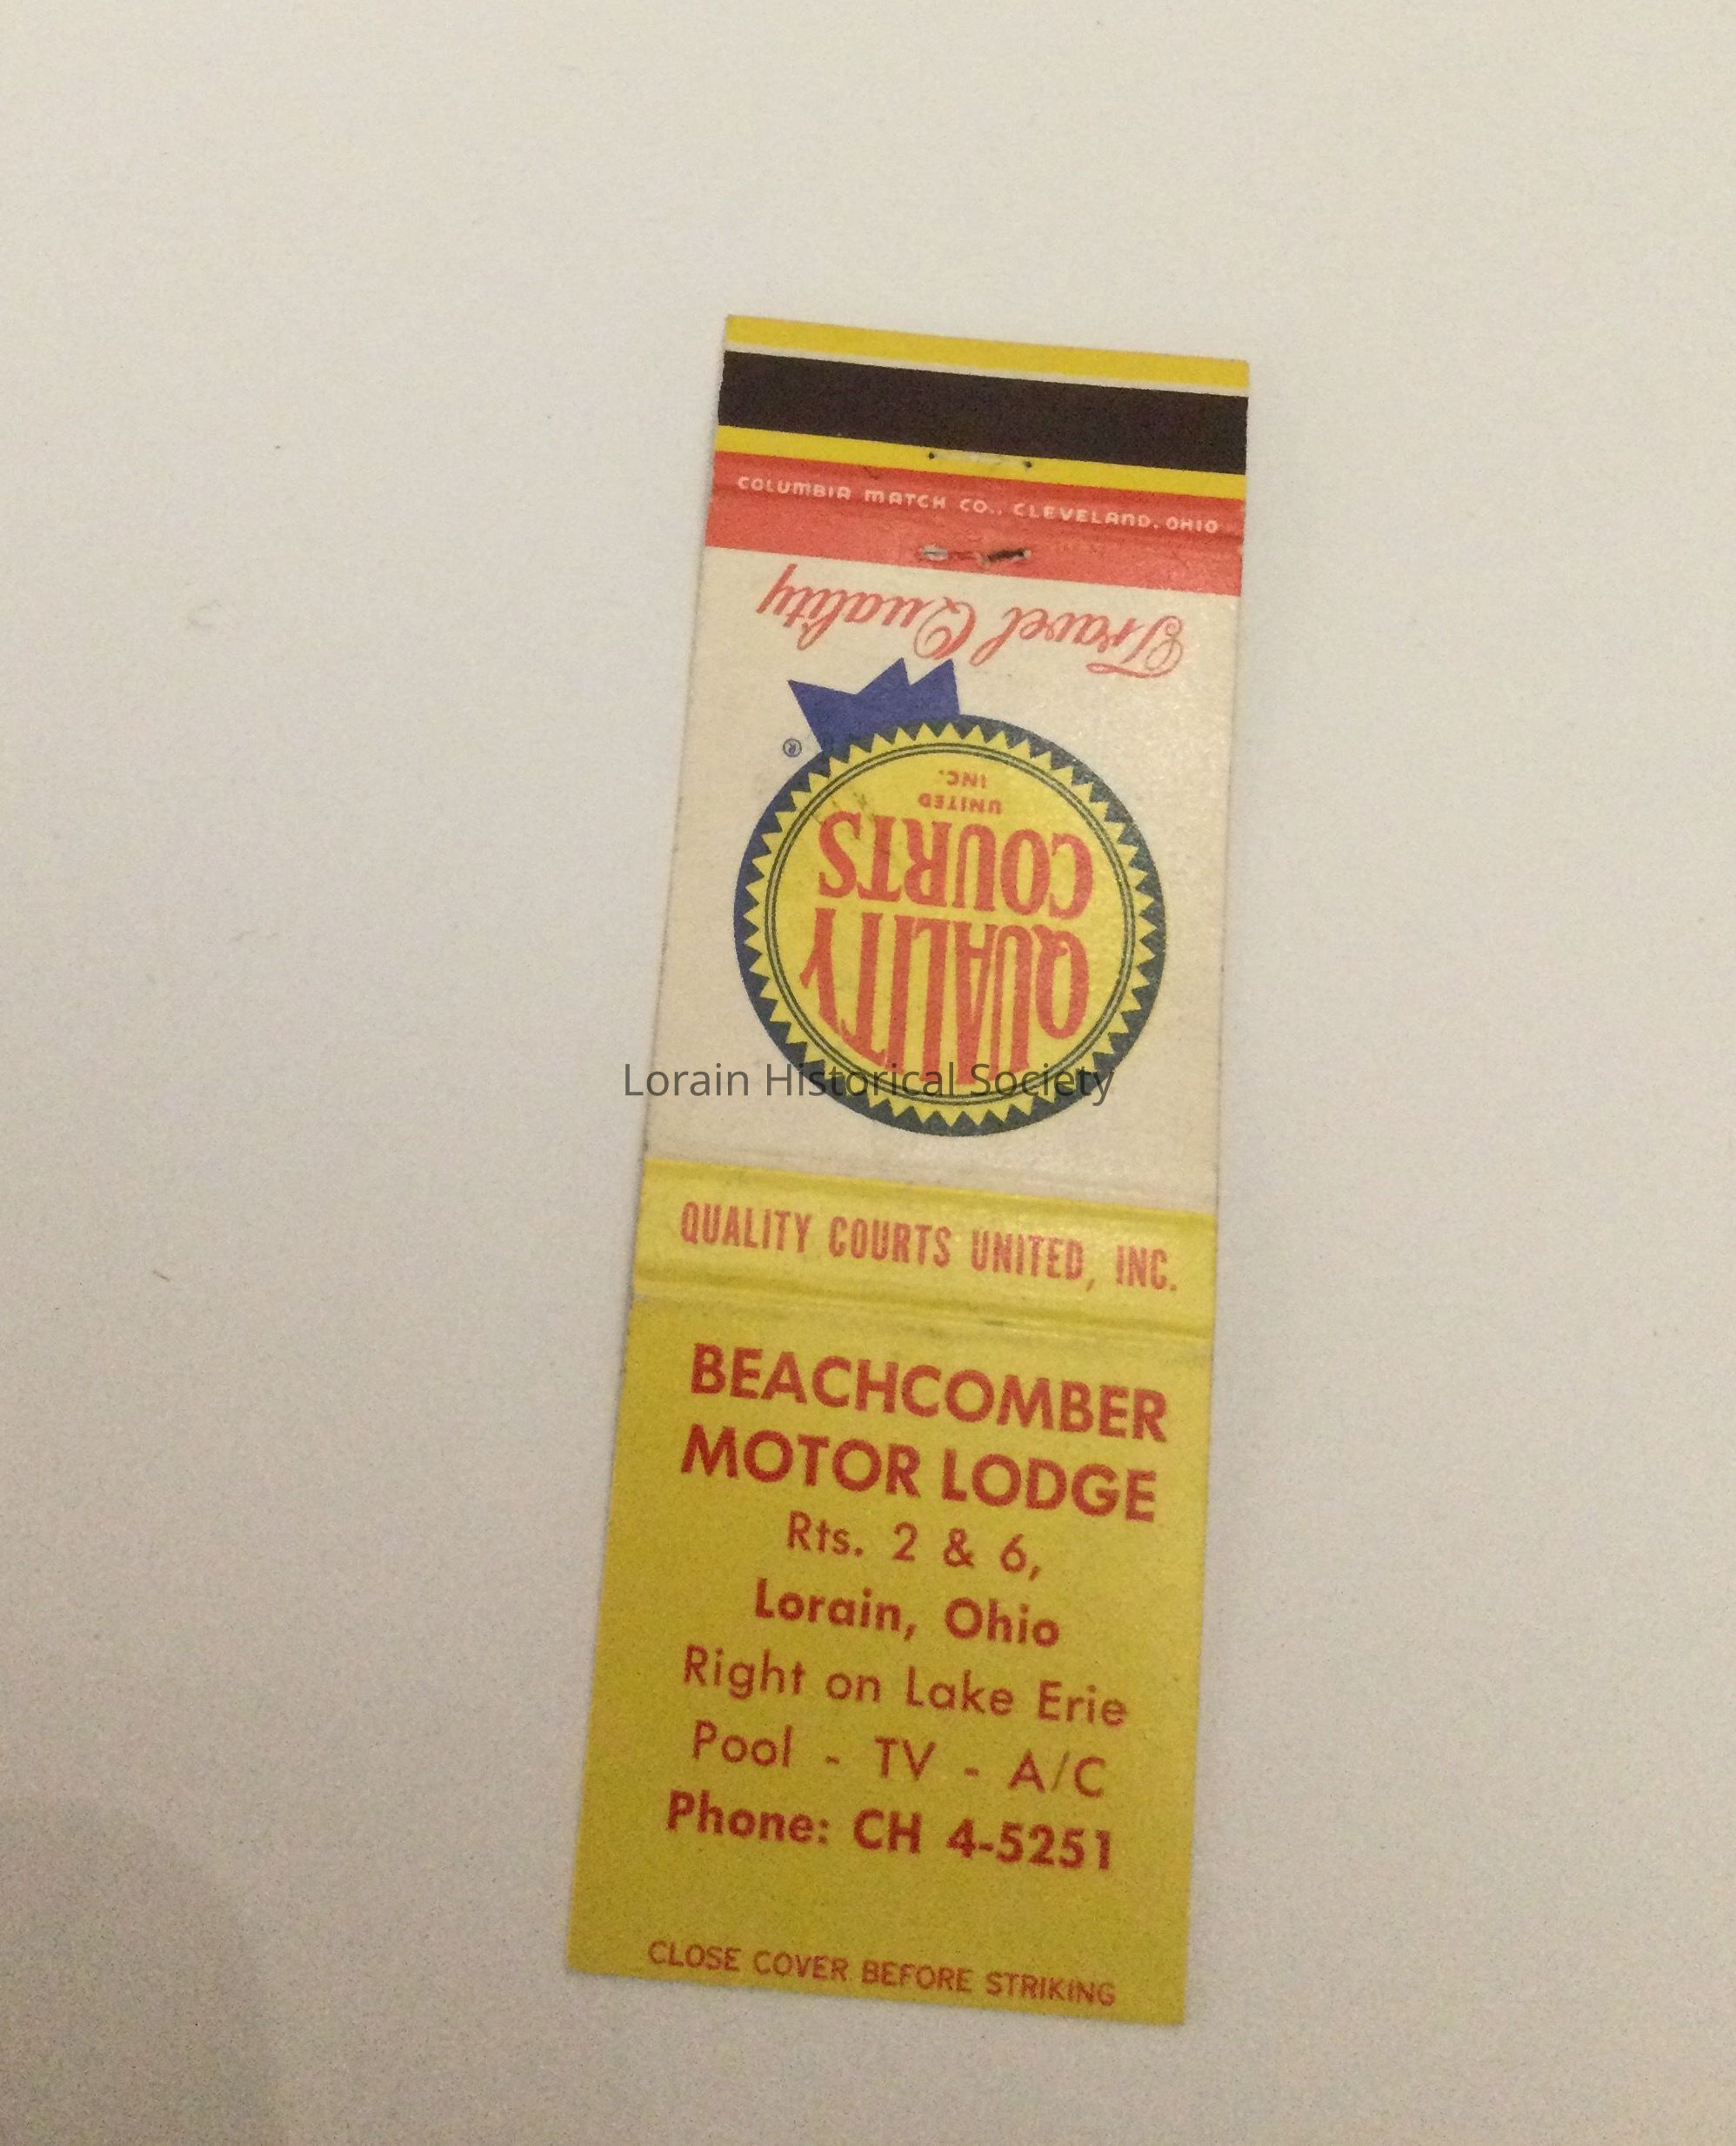 COLUMBIA MATCH CO., CLEVELAND, OHIO
Travel Quality
®
QUALITY
COURTS
UNITED
INC.
Lorain Historical Society
QUALITY COURTS UNITED, INC.
BEACHCOMBER
MOTOR LODGE
Rts. 2 & 6,
Lorain, Ohio
Right on Lake Erie
Pool - TV - A/C
Phone: CH 4-5251
CLOSE COVER BEFORE STRIKING